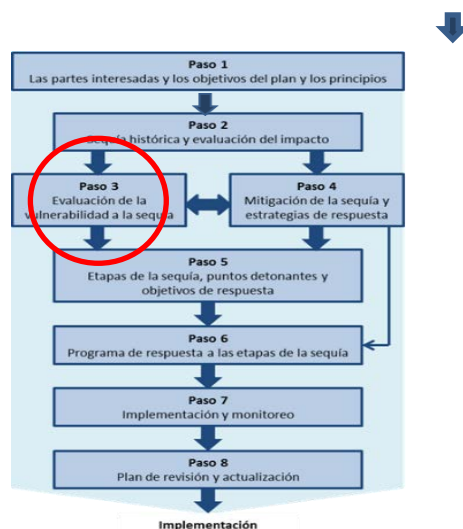 Paso 1
Las partes interesadas y los objetivos del plan y los principios
Paso 2
Sequía histórica y evaluación del impacto
Paso 3
Evaluación de la
vulnerabilidad a la sequía
Paso 4
Mitigación de la sequía y
estrategias de respuesta
Paso 5
Etapas de la sequía, puntos detonantes y
objetivos de respuesta
Paso 6
Programa de respuesta a las etapas de la sequía
Paso 7
Implementación y monitoreo
Paso 8
Plan de revisión y actualización
Implementación